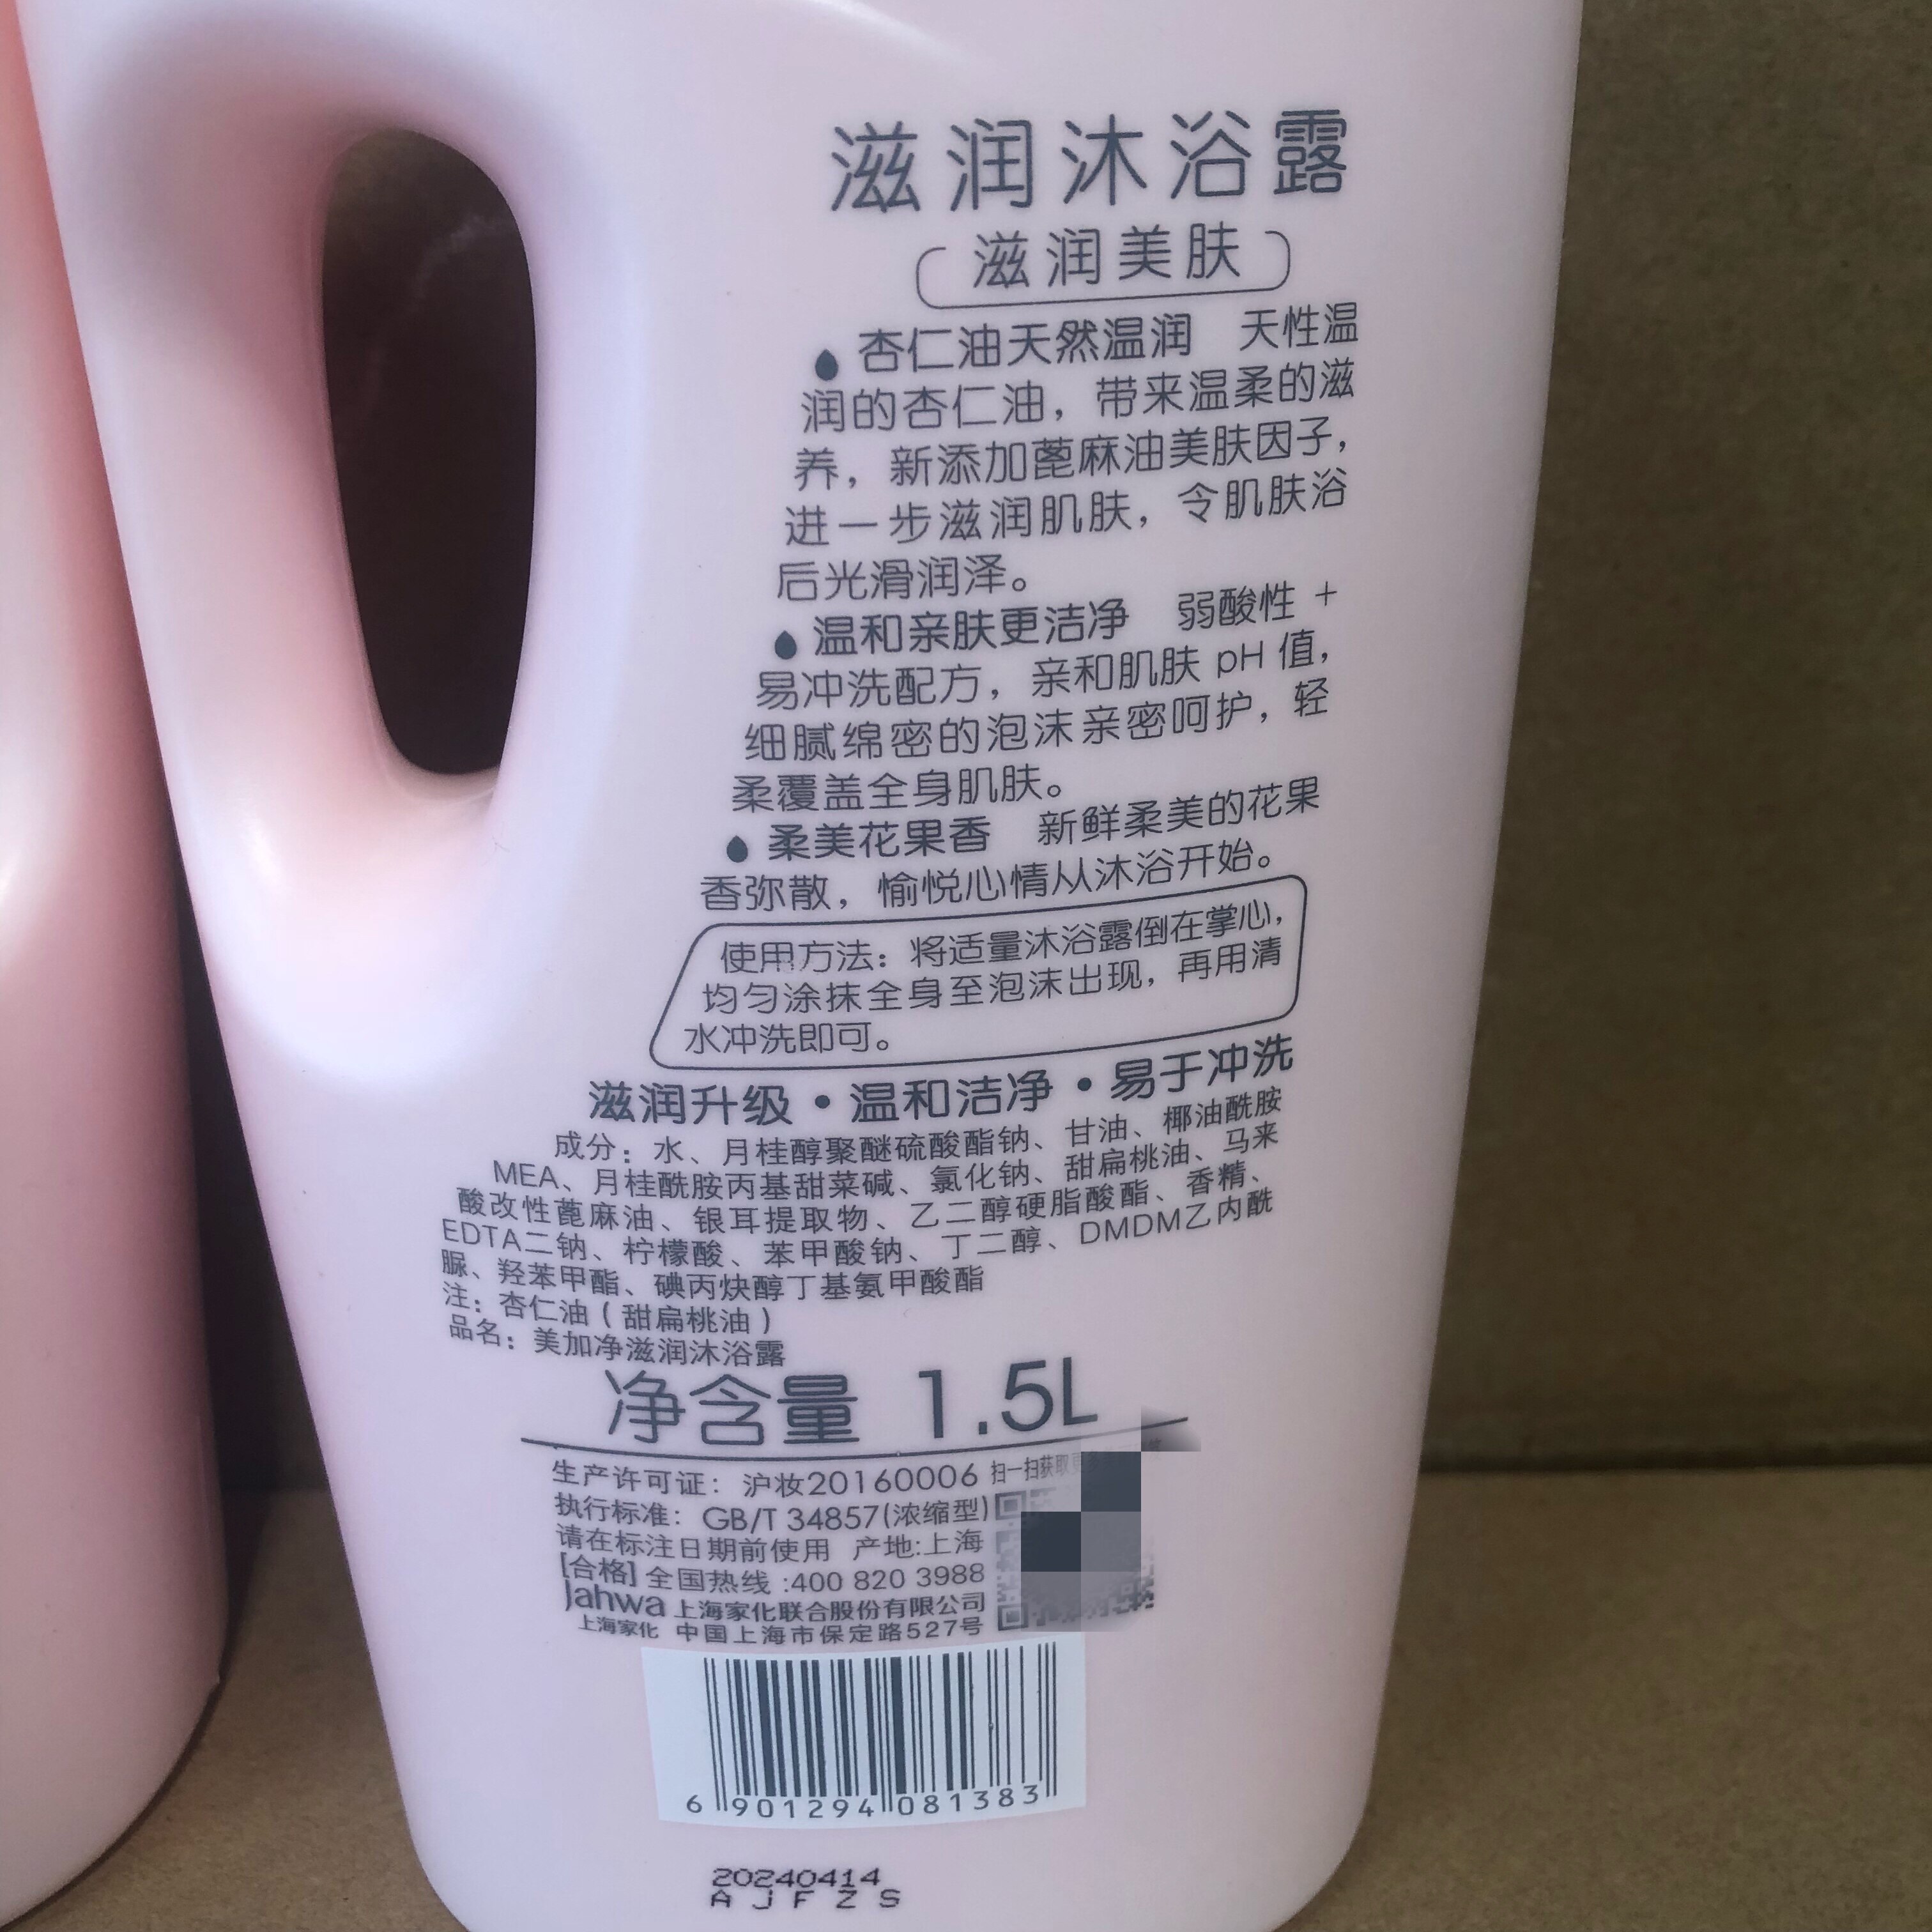 滋润沐浴露
滋润美肤
杏仁油天然温润 天性温
润的杏仁油，带来温柔的滋
养，新添加蓖麻油美肤因子，
进一步滋润肌肤，令肌肤浴
后光滑润泽。
温和亲肤更洁净 弱酸性 +
易冲洗配方，亲和肌肤 pH 值，
细腻绵密的泡沫亲密呵护，轻
柔覆盖全身肌肤。
柔美花果香 新鲜柔美的花果
香弥散，愉悦心情从沐浴开始。
使用方法：将适量沐浴露倒在掌心，
均匀涂抹全身至泡沫出现，再用清
水冲洗即可。
滋润升级·温和洁净·易于冲洗
成分：水、月桂醇聚醚硫酸酯钠、甘油、椰油酰胺
MEA、月桂酰胺丙基甜菜碱、氯化钠、甜扁桃油、马来
酸改性蓖麻油、银耳提取物、乙二醇硬脂酸酯、香精、
EDTA二钠、柠檬酸、苯甲酸钠、丁二醇、DMDM乙内酰
脲、羟苯甲酯、碘丙炔醇丁基氨甲酸酯
注：杏仁油（甜扁桃油）
品名：美加净滋润沐浴露
净含量 1.5L
生产许可证：沪妆20160006 扫一扫获取更
执行标准：GB/T 34857(浓缩型)
请在标注日期前使用 产地:上海
[合格] 全国热线:400 820 3988
Jahwa 上海家化联合股份有限公司
上海家化 中国上海市保定路527号
6 901294 081383
20240414
A J F Z S